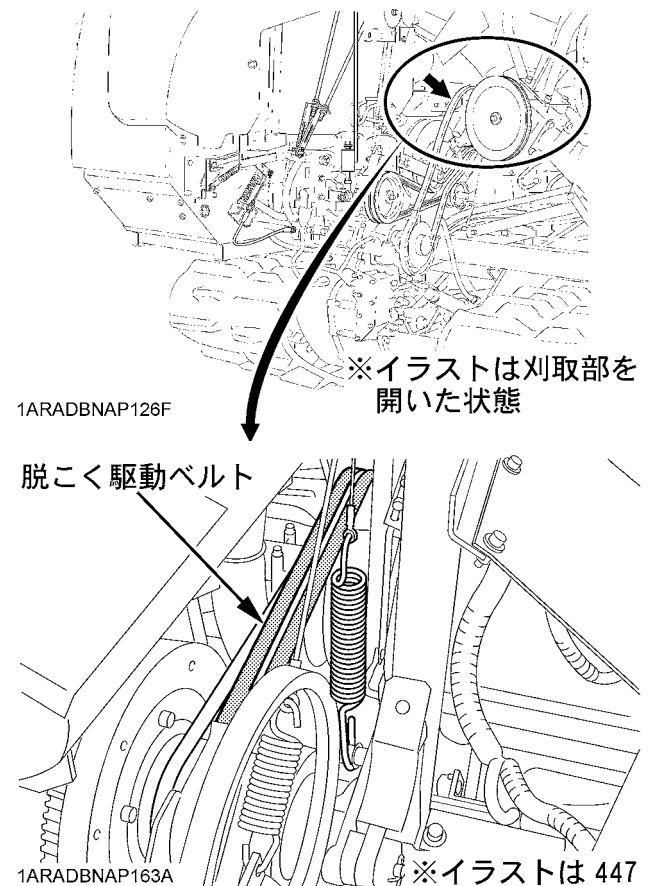 ※イラストは刈取部を
開いた状態
1ARADBNAP126F
脱こく駆動ベルト
1ARADBNAP163A
※イラストは 447